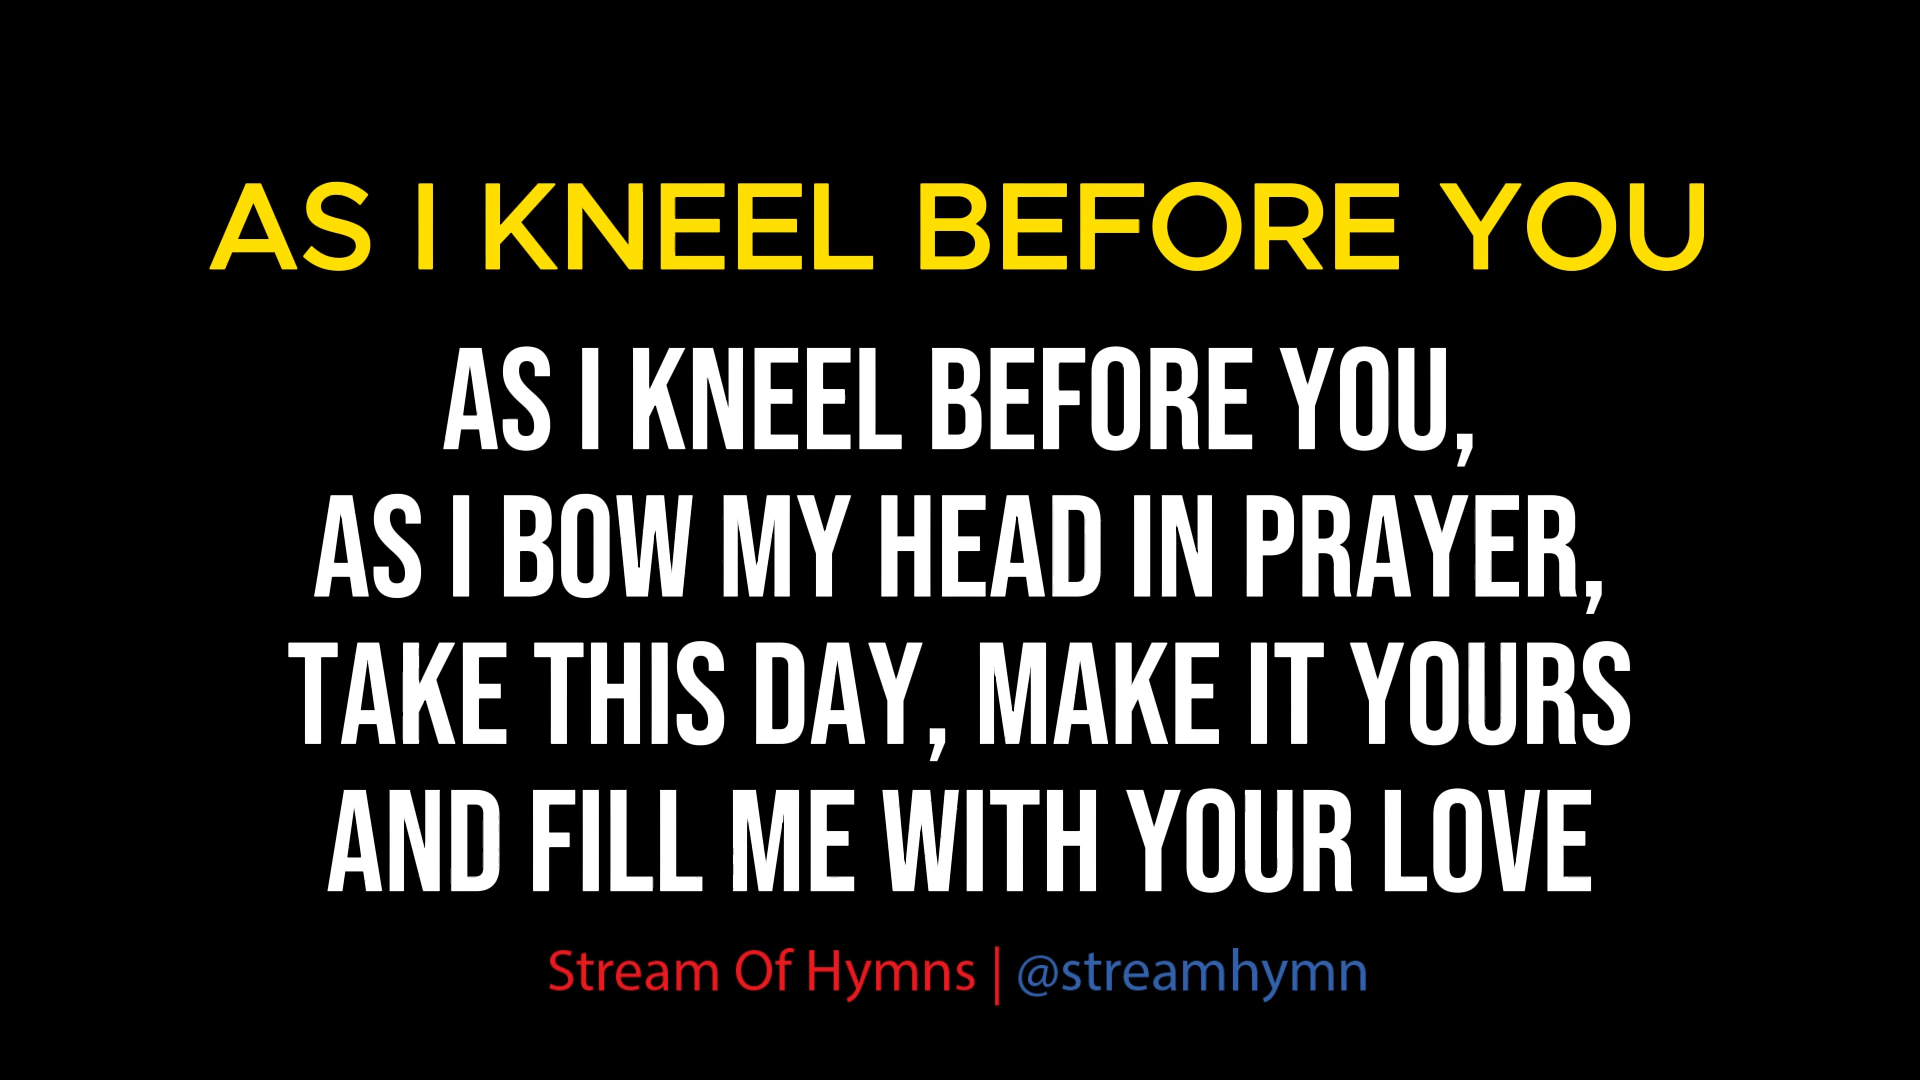 AS I KNEEL BEFORE YOU
AS I KNEEL BEFORE YOU,
AS I BOW MY HEAD IN PRAYER,
TAKE THIS DAY, MAKE IT YOURS
AND FILL ME WITH YOUR LOVE
Stream Of Hymns | @streamhymn